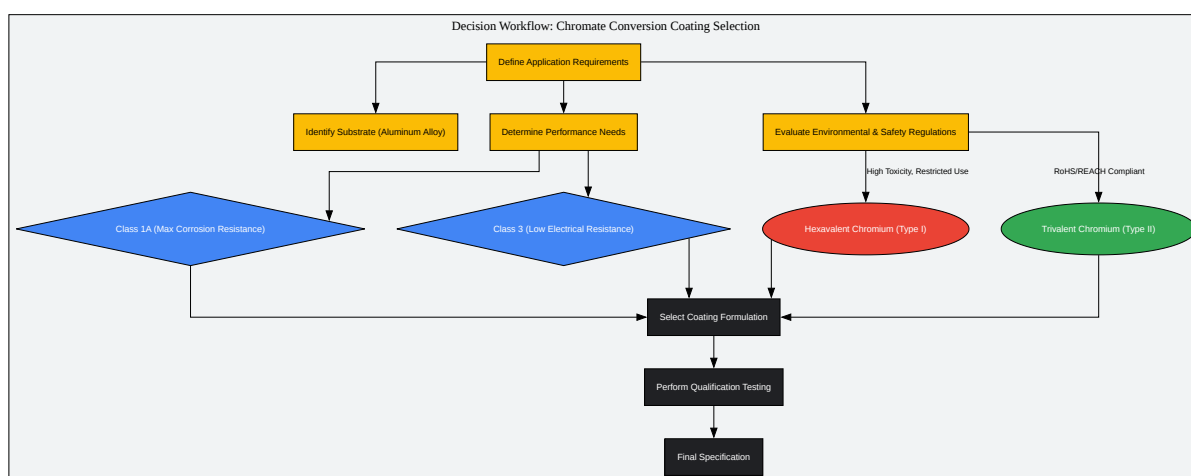 Decision Workflow: Chromate Conversion Coating Selection
Define Application Requirements
Identify Substrate (Aluminum Alloy)
Determine Performance Needs
Evaluate Environmental & Safety Regulations
High Toxicity, Restricted Use
RoHS/REACH Compliant
Class 1A (Max Corrosion Resistance)
Class 3 (Low Electrical Resistance)
Hexavalent Chromium (Type I)
Trivalent Chromium (Type II)
Select Coating Formulation
Perform Qualification Testing
Final Specification